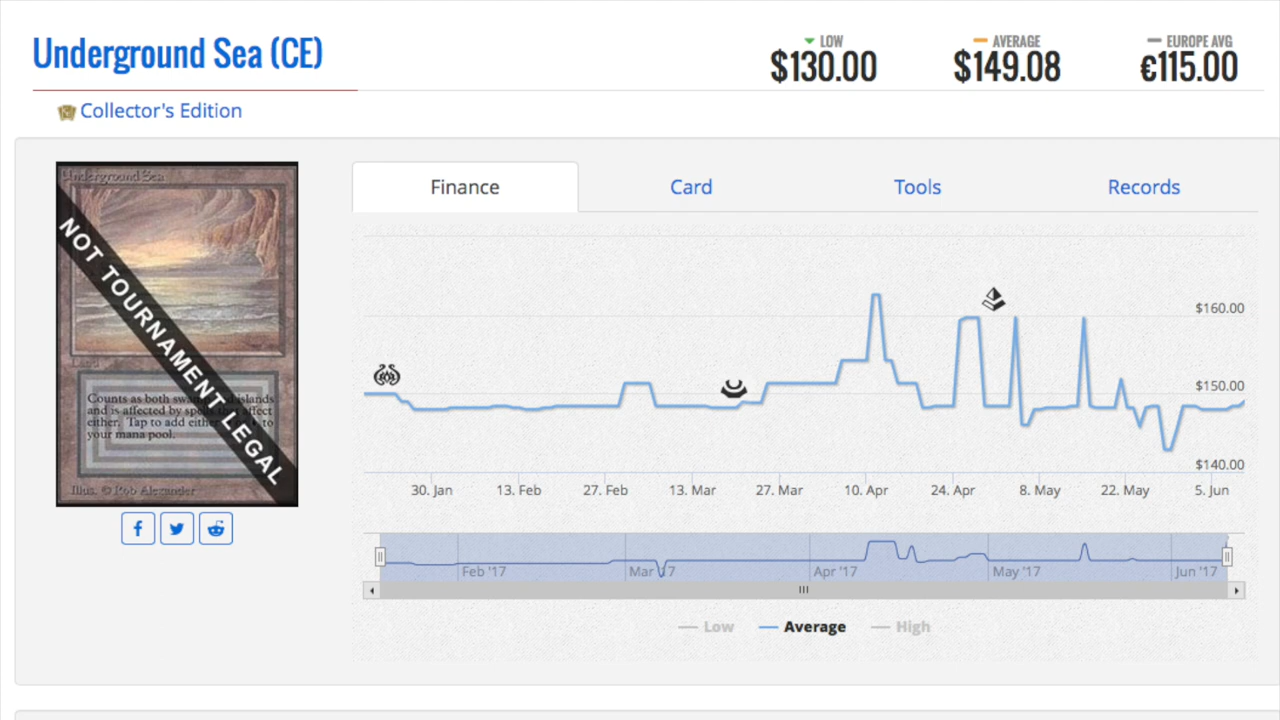 Underground Sea (CE)
LOW
$130.00
AVERAGE
$149.08
EUROPE AVG
€115.00
Collector's Edition
Finance
Card
Tools
Records
Underground Sea
NOT TOURNAMENT LEGAL
Land
Counts as both swamp and islands
and is affected by spells that affect
either. Tap to add either to
your mana pool.
Illus. © Rob Alexander
$160.00
$150.00
$140.00
30. Jan
13. Feb
27. Feb
13. Mar
27. Mar
10. Apr
24. Apr
8. May
22. May
5. Jun
Feb '17
Mar '17
Apr '17
May '17
Jun '17
Low
Average
High